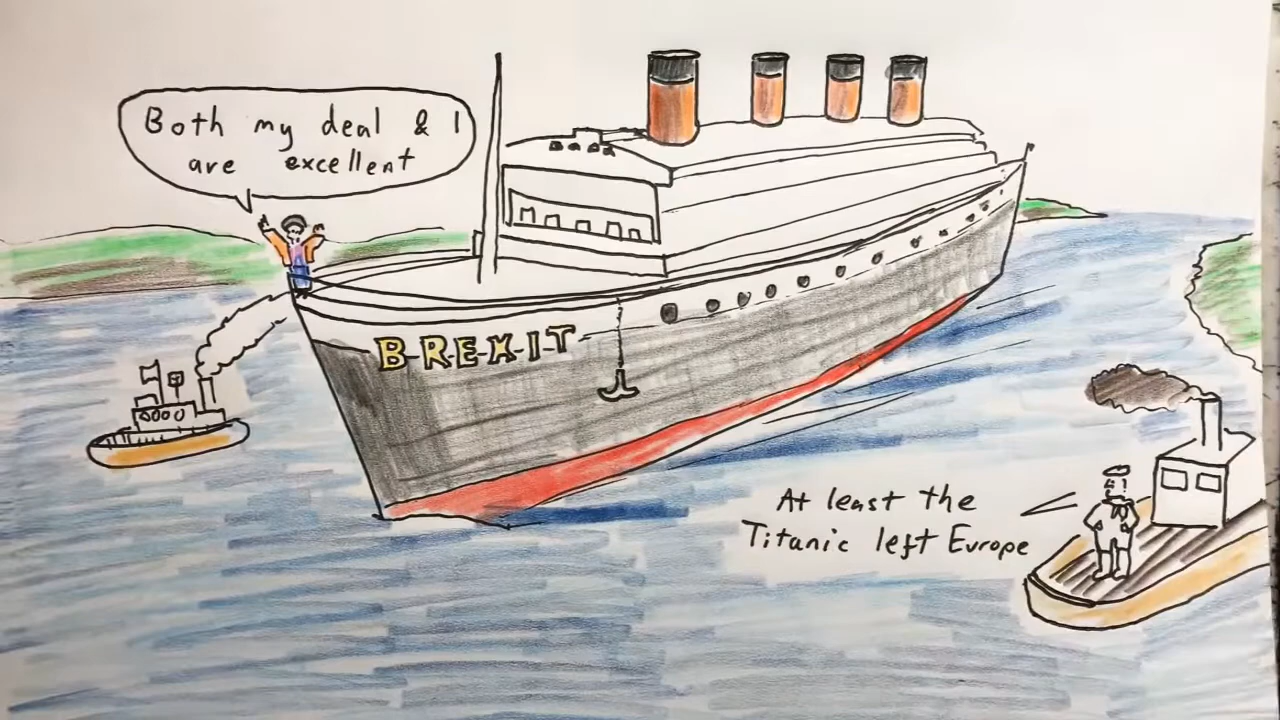 Both my deal & I
are excellent
BREXIT
At least the
Titanic left Europe